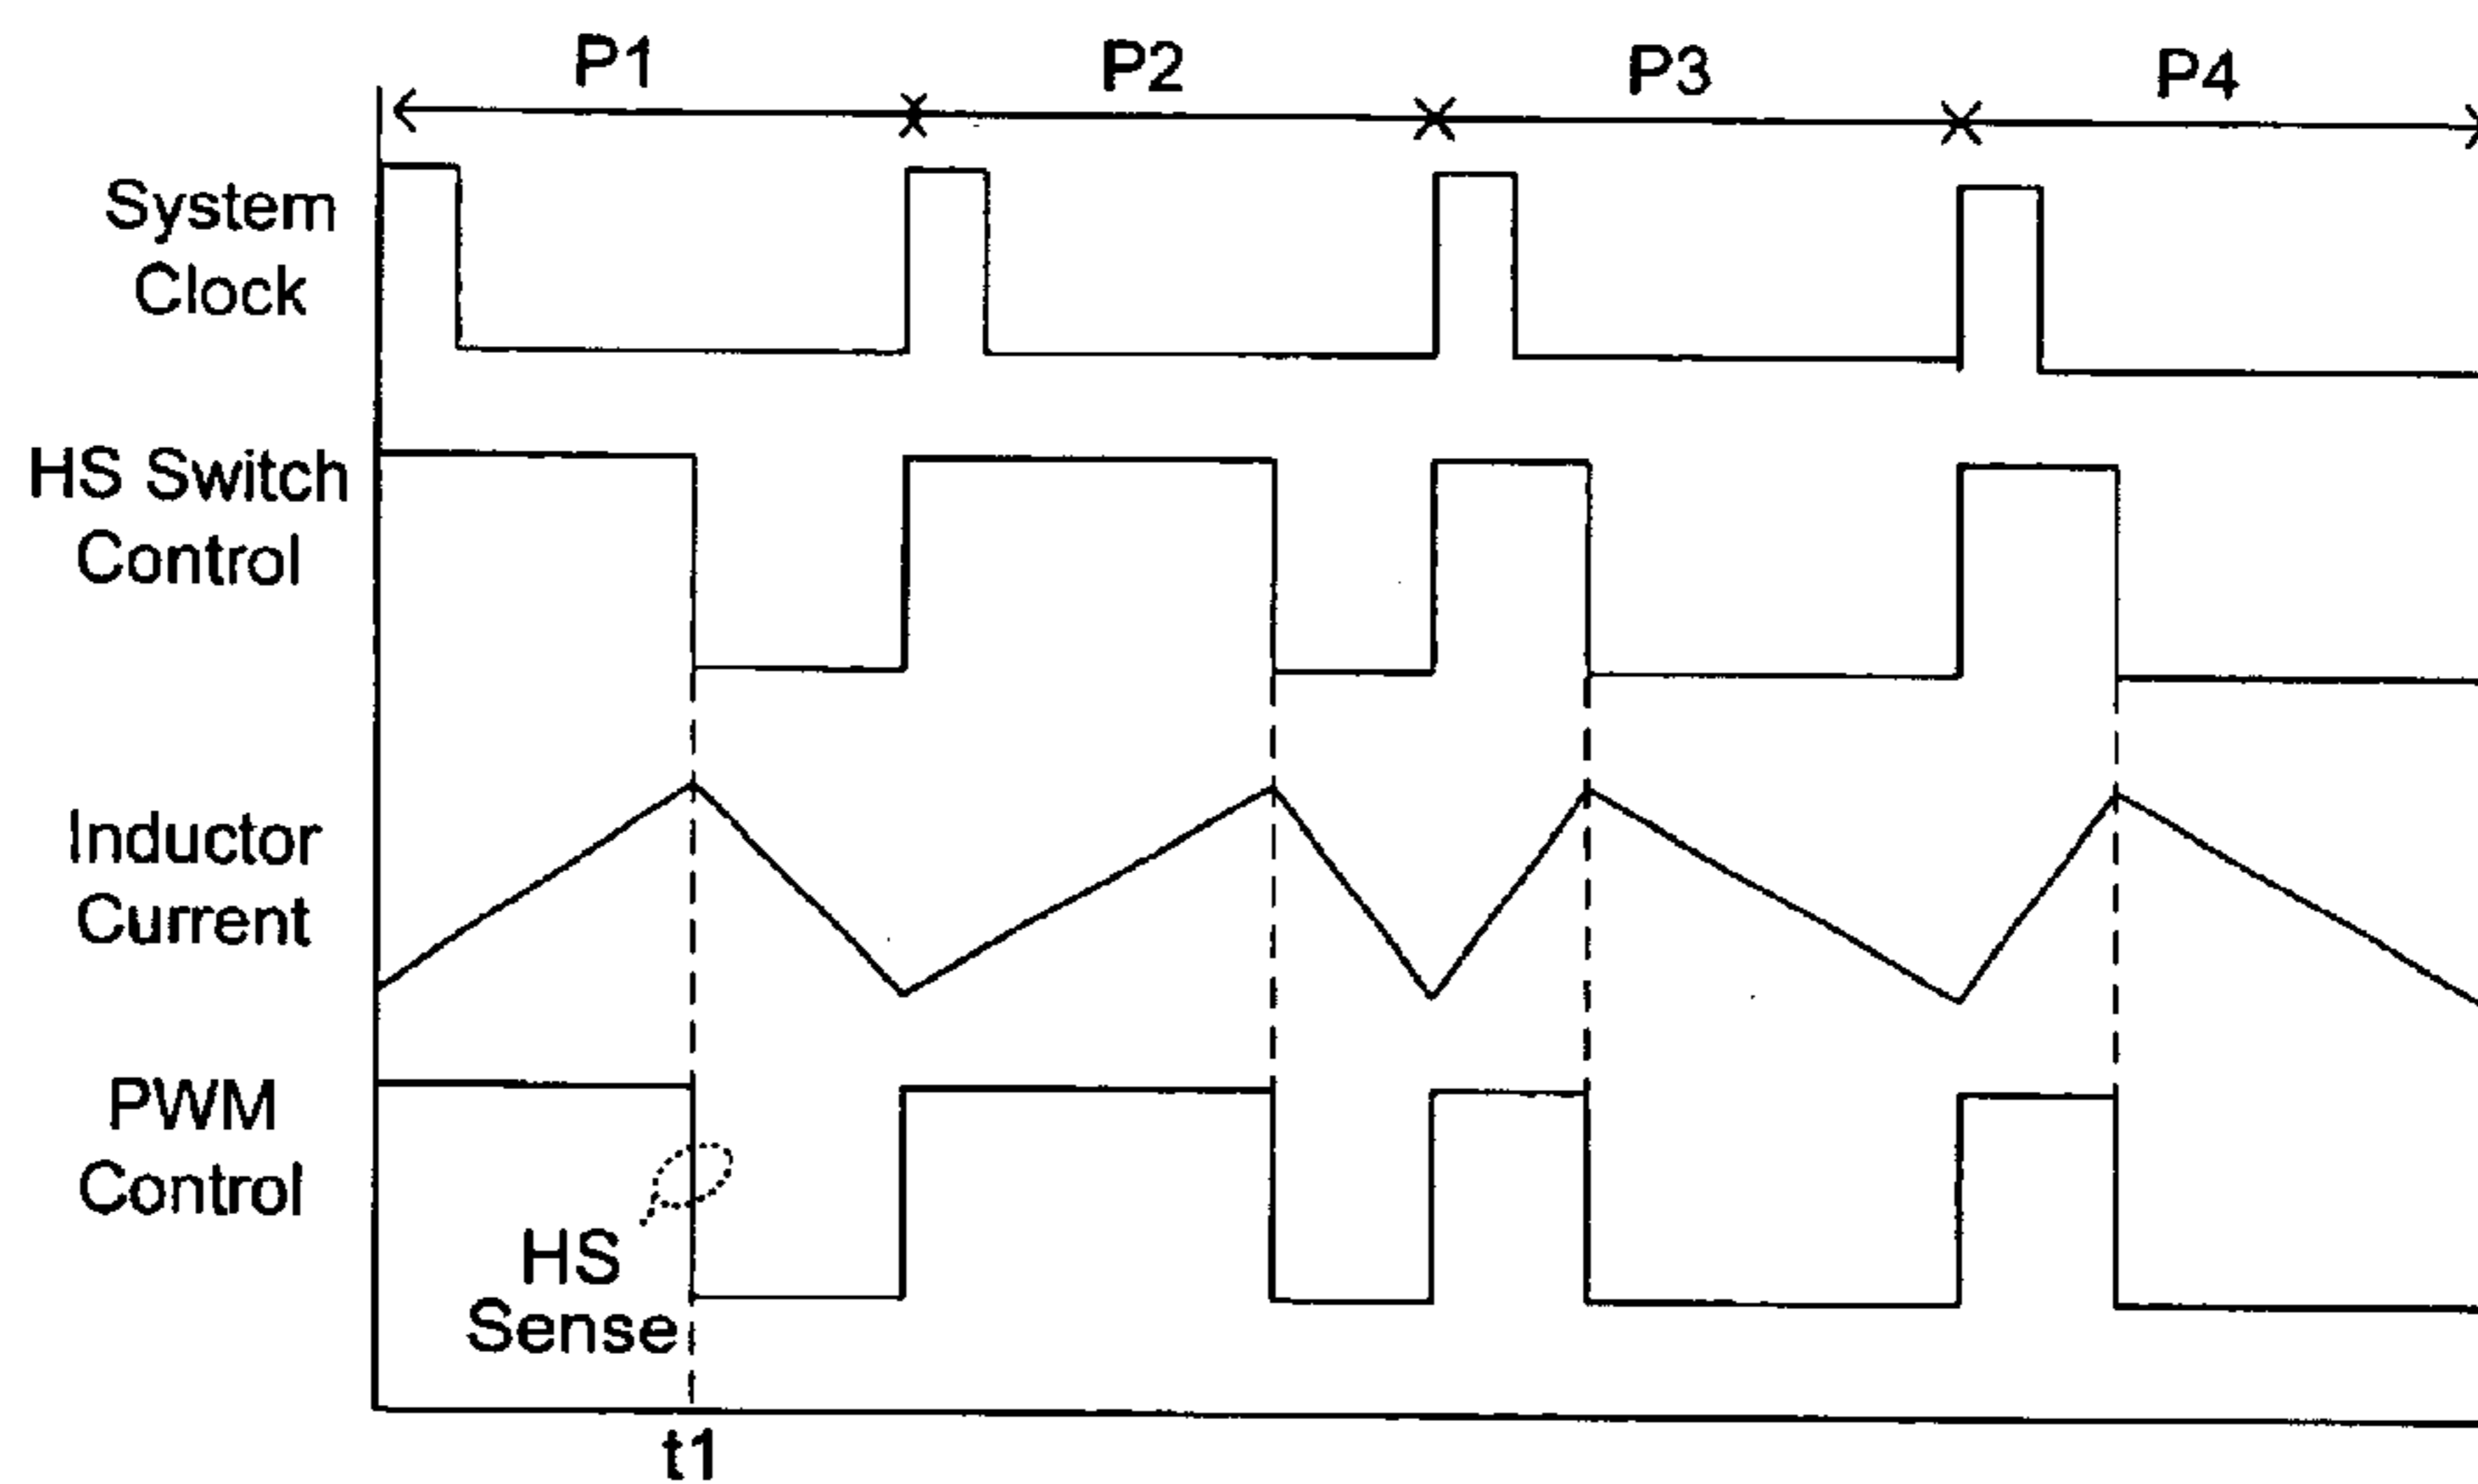 P1
P2
P3
P4
System
Clock
HS Switch
Control
Inductor
Current
PWM
Control
HS
Sense
t1